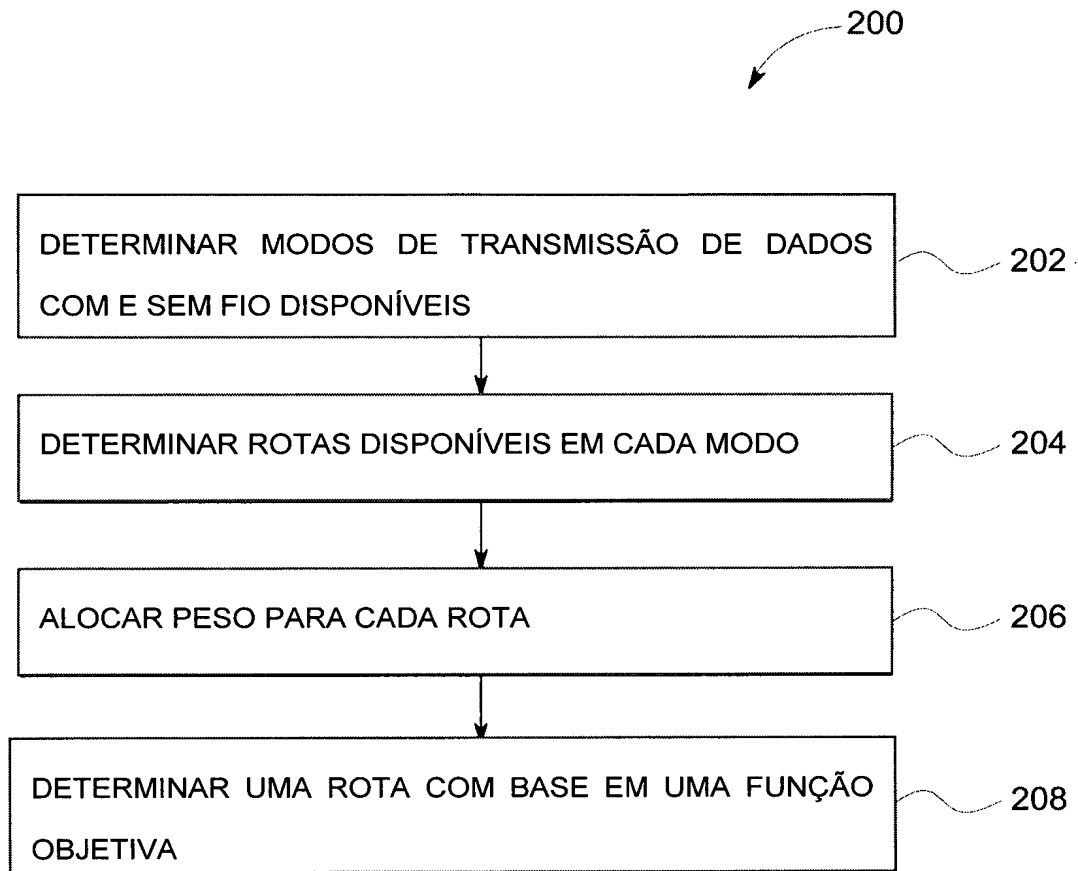 200
DETERMINAR MODOS DE TRANSMISSÃO DE DADOS
COM E SEM FIO DISPONÍVEIS
202
DETERMINAR ROTAS DISPONÍVEIS EM CADA MODO
204
ALOCAR PESO PARA CADA ROTA
206
DETERMINAR UMA ROTA COM BASE EM UMA FUNÇÃO
OBJETIVA
208